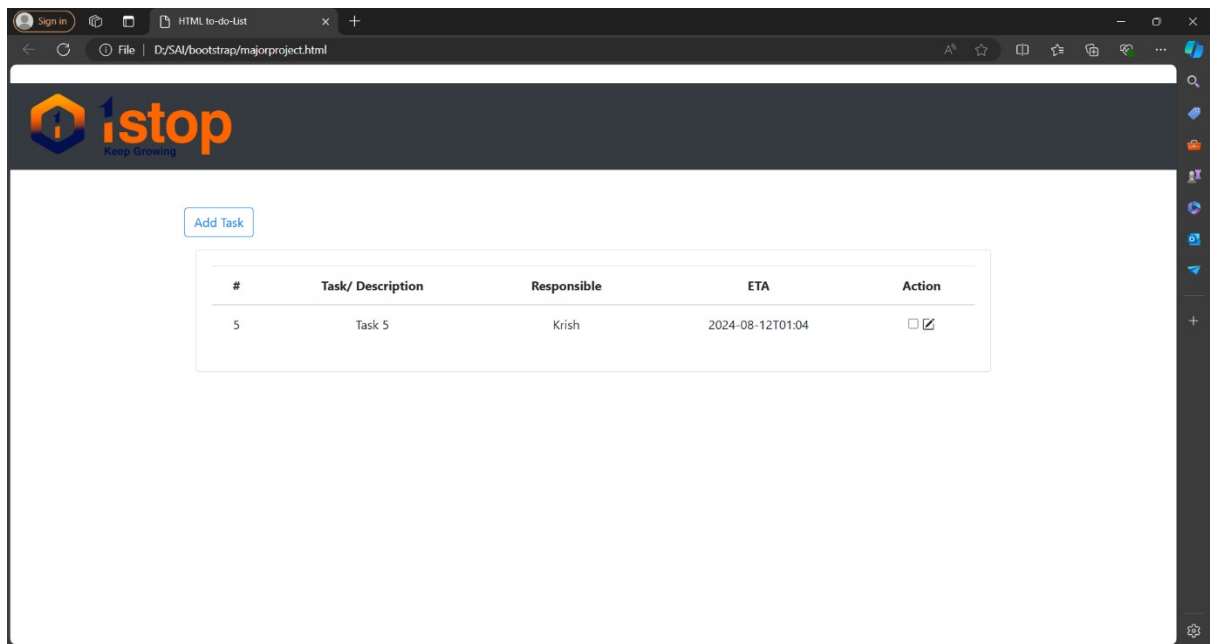 Sign in
HTML to-do-List
File | D:/SAI/bootstrap/majorproject.html
1stop
Keep Growing
Add Task
# Task/ Description Responsible ETA Action
5 Task 5 Krish 2024-08-12T01:04